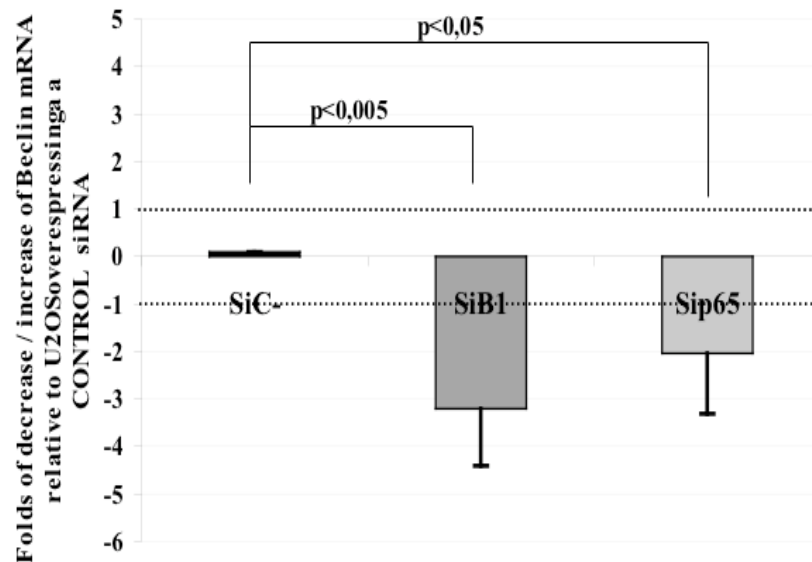 Folds of decrease / increase of Beclin mRNA
relative to U2OSoverespressinga a
CONTROL siRNA
5
4
3
2
1
0
-1
-2
-3
-4
-5
-6
p<0,05
p<0,005
SiC-
SiB1
Sip65